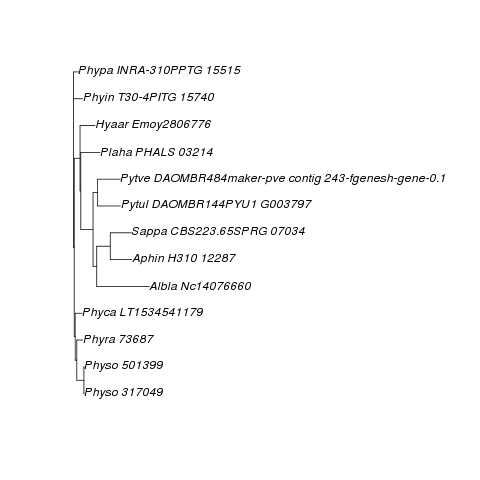 Phypa INRA-310PPTG 15515
Phyin T30-4PITG 15740
Hyaar Emoy2806776
Plaha PHALS 03214
Pytve DAOMBR484maker-pve contig 243-fgenesh-gene-0.1
Pytul DAOMBR144PYU1 G003797
Sappa CBS223.65SPRG 07034
Aphin H310 12287
Albla Nc14076660
Phyca LT1534541179
Phyra 73687
Physo 501399
Physo 317049